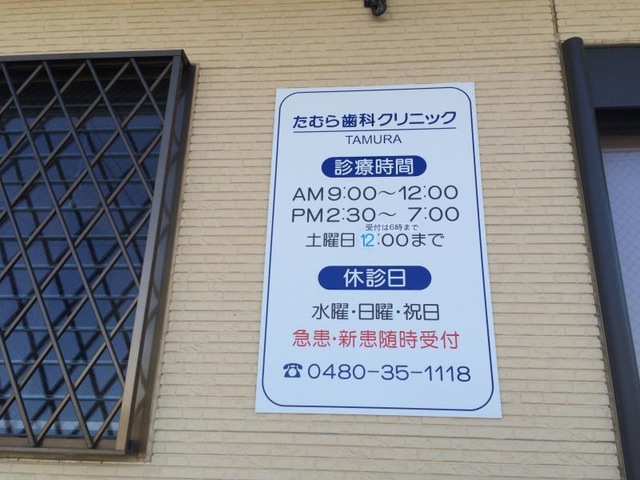 たむら歯科クリニック
TAMURA
診療時間
AM9:00～12:00
PM2:30～ 7:00
受付は6時まで
土曜日12:00まで
休診日
水曜・日曜・祝日
急患・新患随時受付
☎0480-35-1118